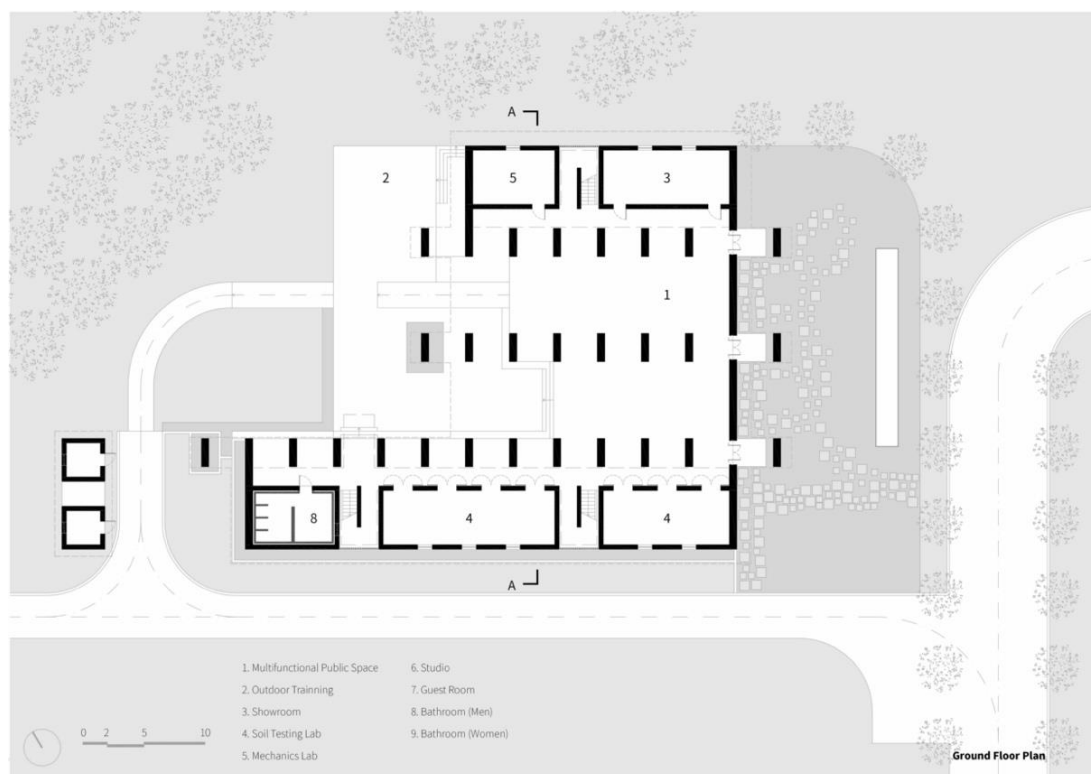 A
2
5
3
1
8
4
4
A
1. Multifunctional Public Space
2. Outdoor Trainning
3. Showroom
4. Soil Testing Lab
5. Mechanics Lab
6. Studio
7. Guest Room
8. Bathroom (Men)
9. Bathroom (Women)
0 2 5 10
Ground Floor Plan